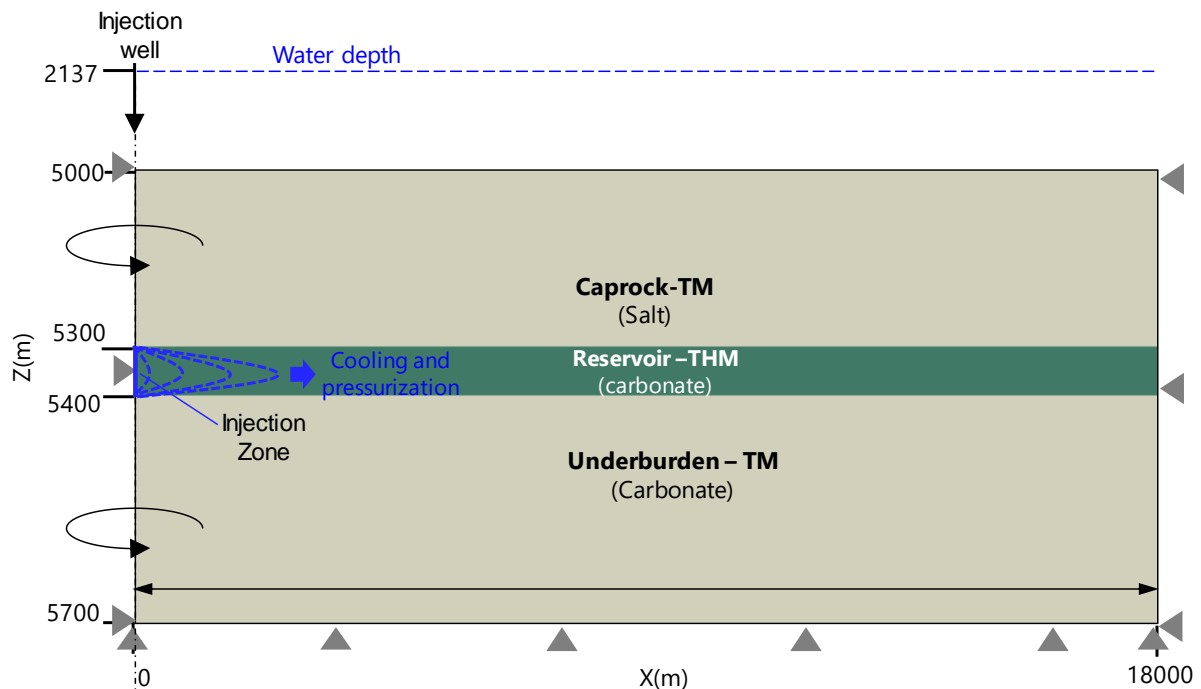 Injection
well
Water depth
2137
5000
Caprock-TM
(Salt)
Z(m)
5300
Reservoir –THM
(carbonate)
Cooling and
pressurization
5400
Injection
Zone
Underburden – TM
(Carbonate)
5700
0
X(m)
18000